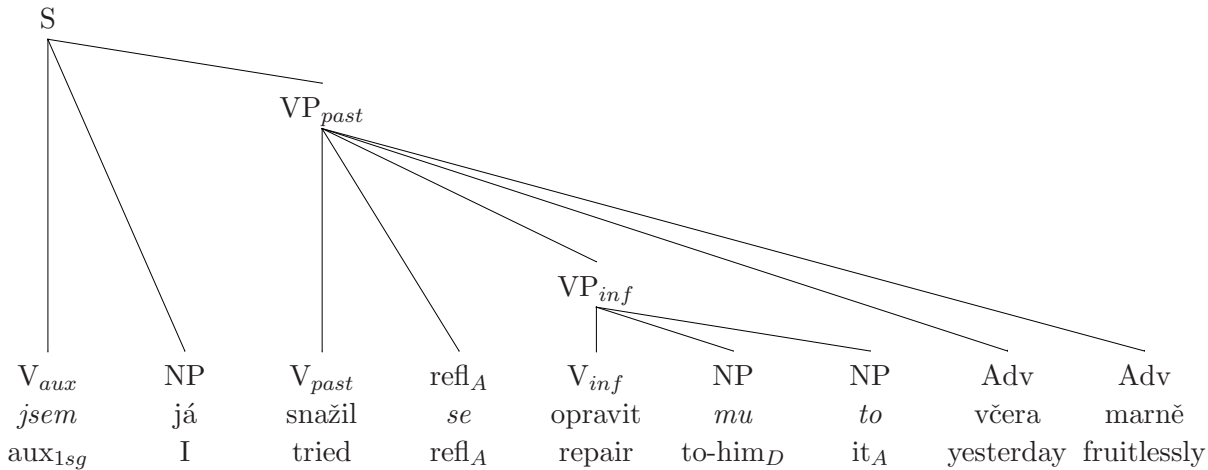 S
VP_past
VP_inf
V_aux NP V_past refl_A V_inf NP NP Adv Adv
jsem já snažil se opravit mu to včera marně
aux_1sg I tried refl_A repair to-him_D it_A yesterday fruitlessly